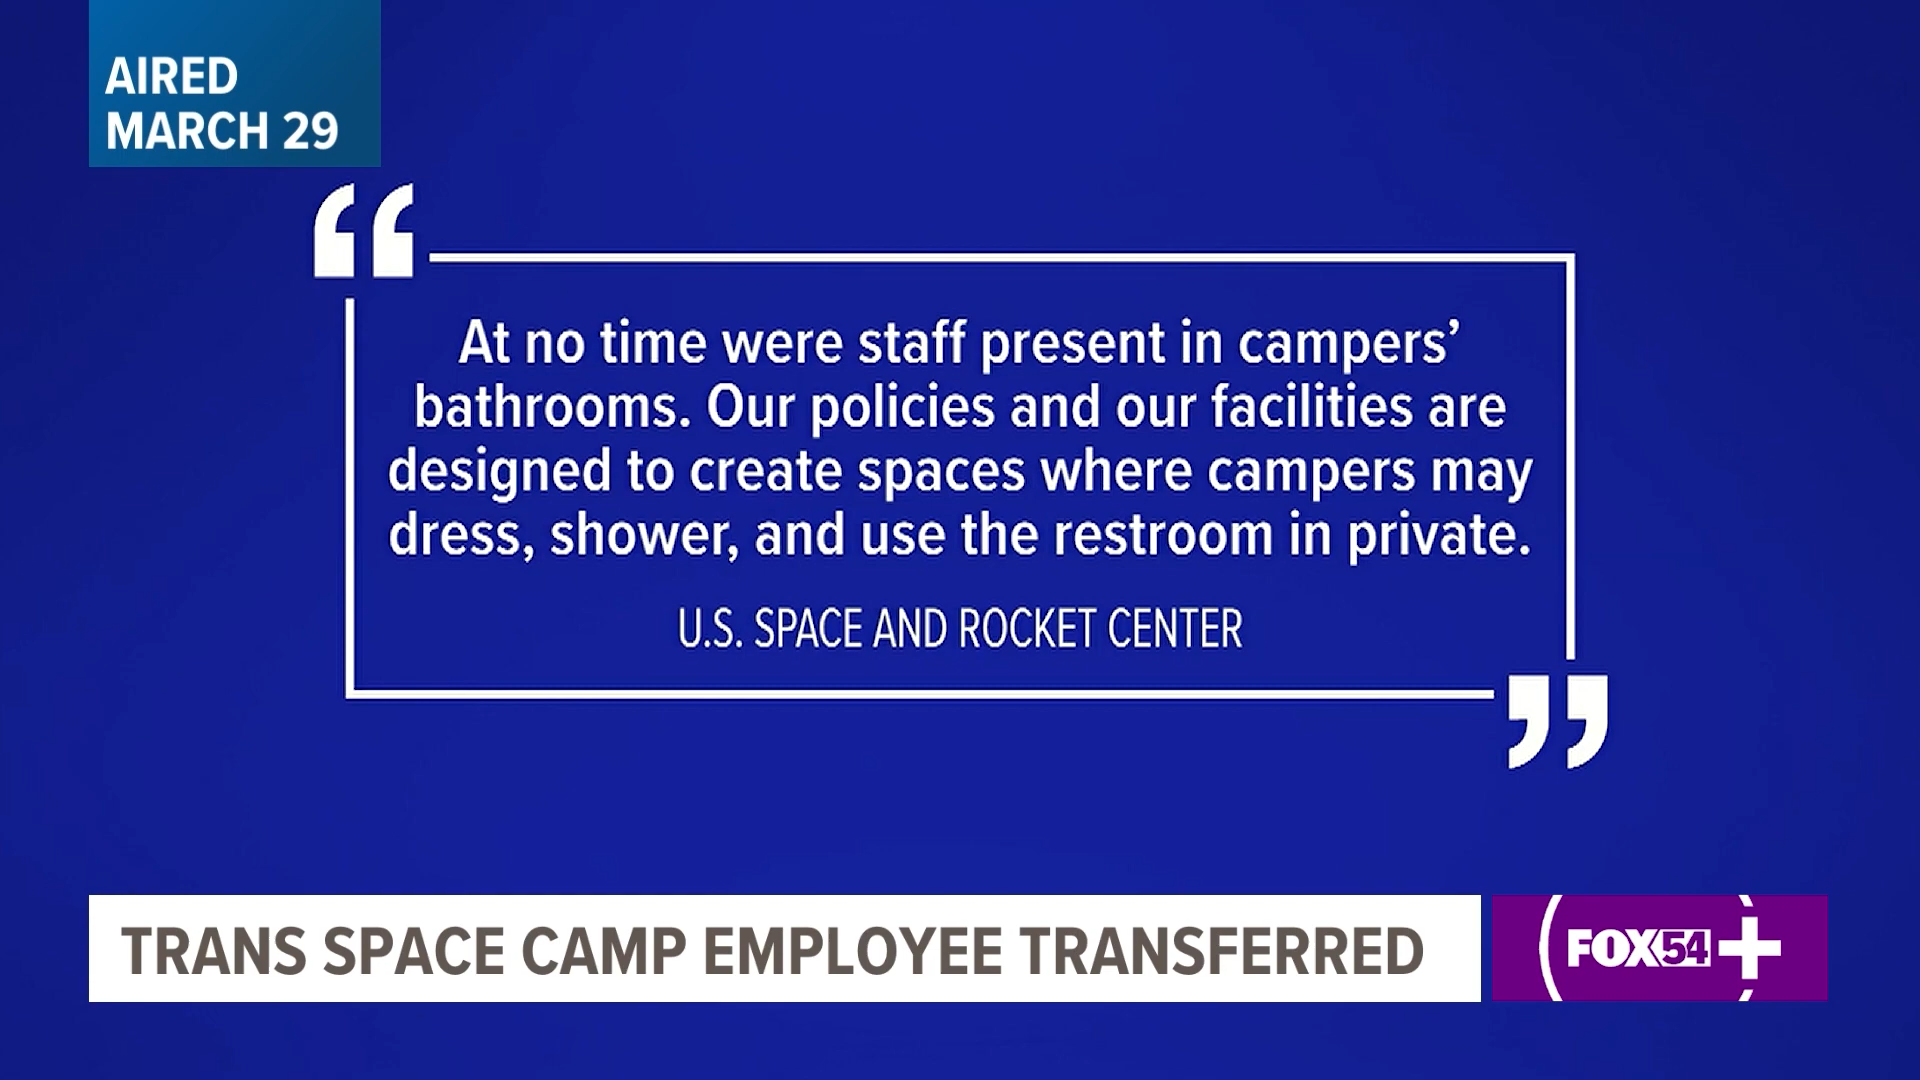 AIRED
MARCH 29
“
At no time were staff present in campers’
bathrooms. Our policies and our facilities are
designed to create spaces where campers may
dress, shower, and use the restroom in private.
U.S. SPACE AND ROCKET CENTER
”
TRANS SPACE CAMP EMPLOYEE TRANSFERRED
FOX54+